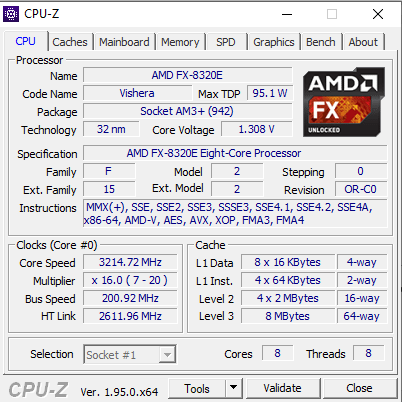 CPU-Z
CPU Caches Mainboard Memory SPD Graphics Bench About
Processor
Name AMD FX-8320E
Code Name Vishera Max TDP 95.1 W
Package Socket AM3+ (942)
Technology 32 nm Core Voltage 1.308 V
AMD
FX
UNLOCKED
Specification AMD FX-8320E Eight-Core Processor
Family F Model 2 Stepping 0
Ext. Family 15 Ext. Model 2 Revision OR-C0
Instructions MMX(+), SSE, SSE2, SSE3, SSSE3, SSE4.1, SSE4.2, SSE4A,
x86-64, AMD-V, AES, AVX, XOP, FMA3, FMA4
Clocks (Core #0)
Core Speed 3214.72 MHz
Multiplier x 16.0 ( 7 - 20 )
Bus Speed 200.92 MHz
HT Link 2611.96 MHz
Cache
L1 Data 8 x 16 KBytes 4-way
L1 Inst. 4 x 64 KBytes 2-way
Level 2 4 x 2 MBytes 16-way
Level 3 8 MBytes 64-way
Selection Socket #1 Cores 8 Threads 8
CPU-Z Ver. 1.95.0.x64 Tools Validate Close